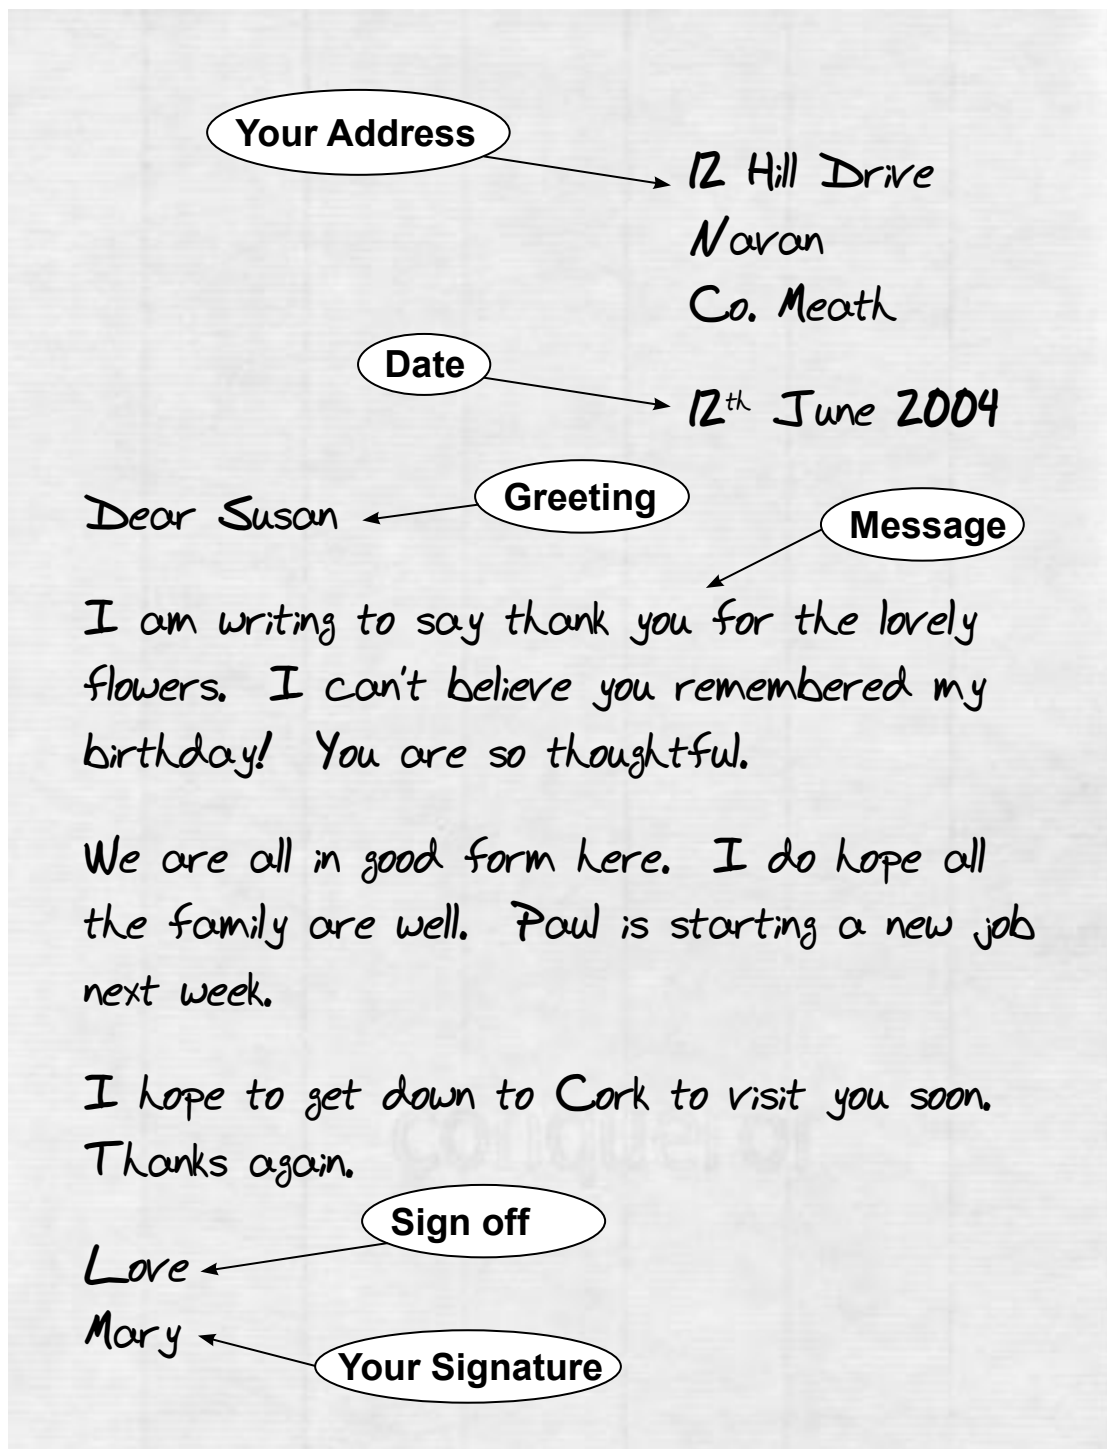 Your Address
12 Hill Drive
Navan
Co. Meath
Date
12th June 2004
Dear Susan
Greeting
Message
I am writing to say thank you for the lovely
flowers. I can't believe you remembered my
birthday! You are so thoughtful.
We are all in good form here. I do hope all
the family are well. Paul is starting a new job
next week.
I hope to get down to Cork to visit you soon.
conqueror
Thanks again.
Sign off
Love
Mary
Your Signature